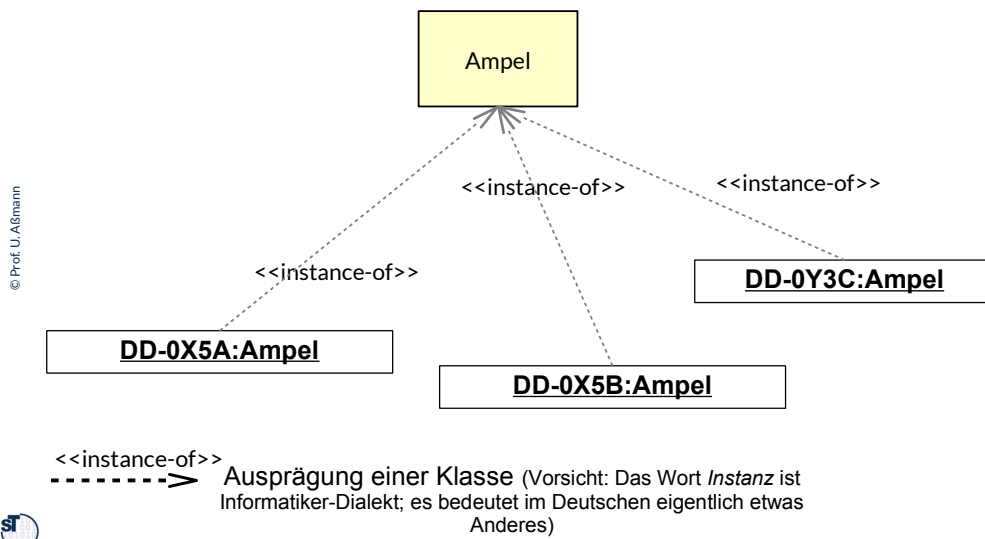 Ampel
<<instance-of>>
<<instance-of>>
<<instance-of>>
DD-0Y3C:Ampel
DD-0X5A:Ampel
DD-0X5B:Ampel
© Prof. U. Aßmann
<<instance-of>>
Ausprägung einer Klasse (Vorsicht: Das Wort Instanz ist
Informatiker-Dialekt; es bedeutet im Deutschen eigentlich etwas
Anderes)
ST